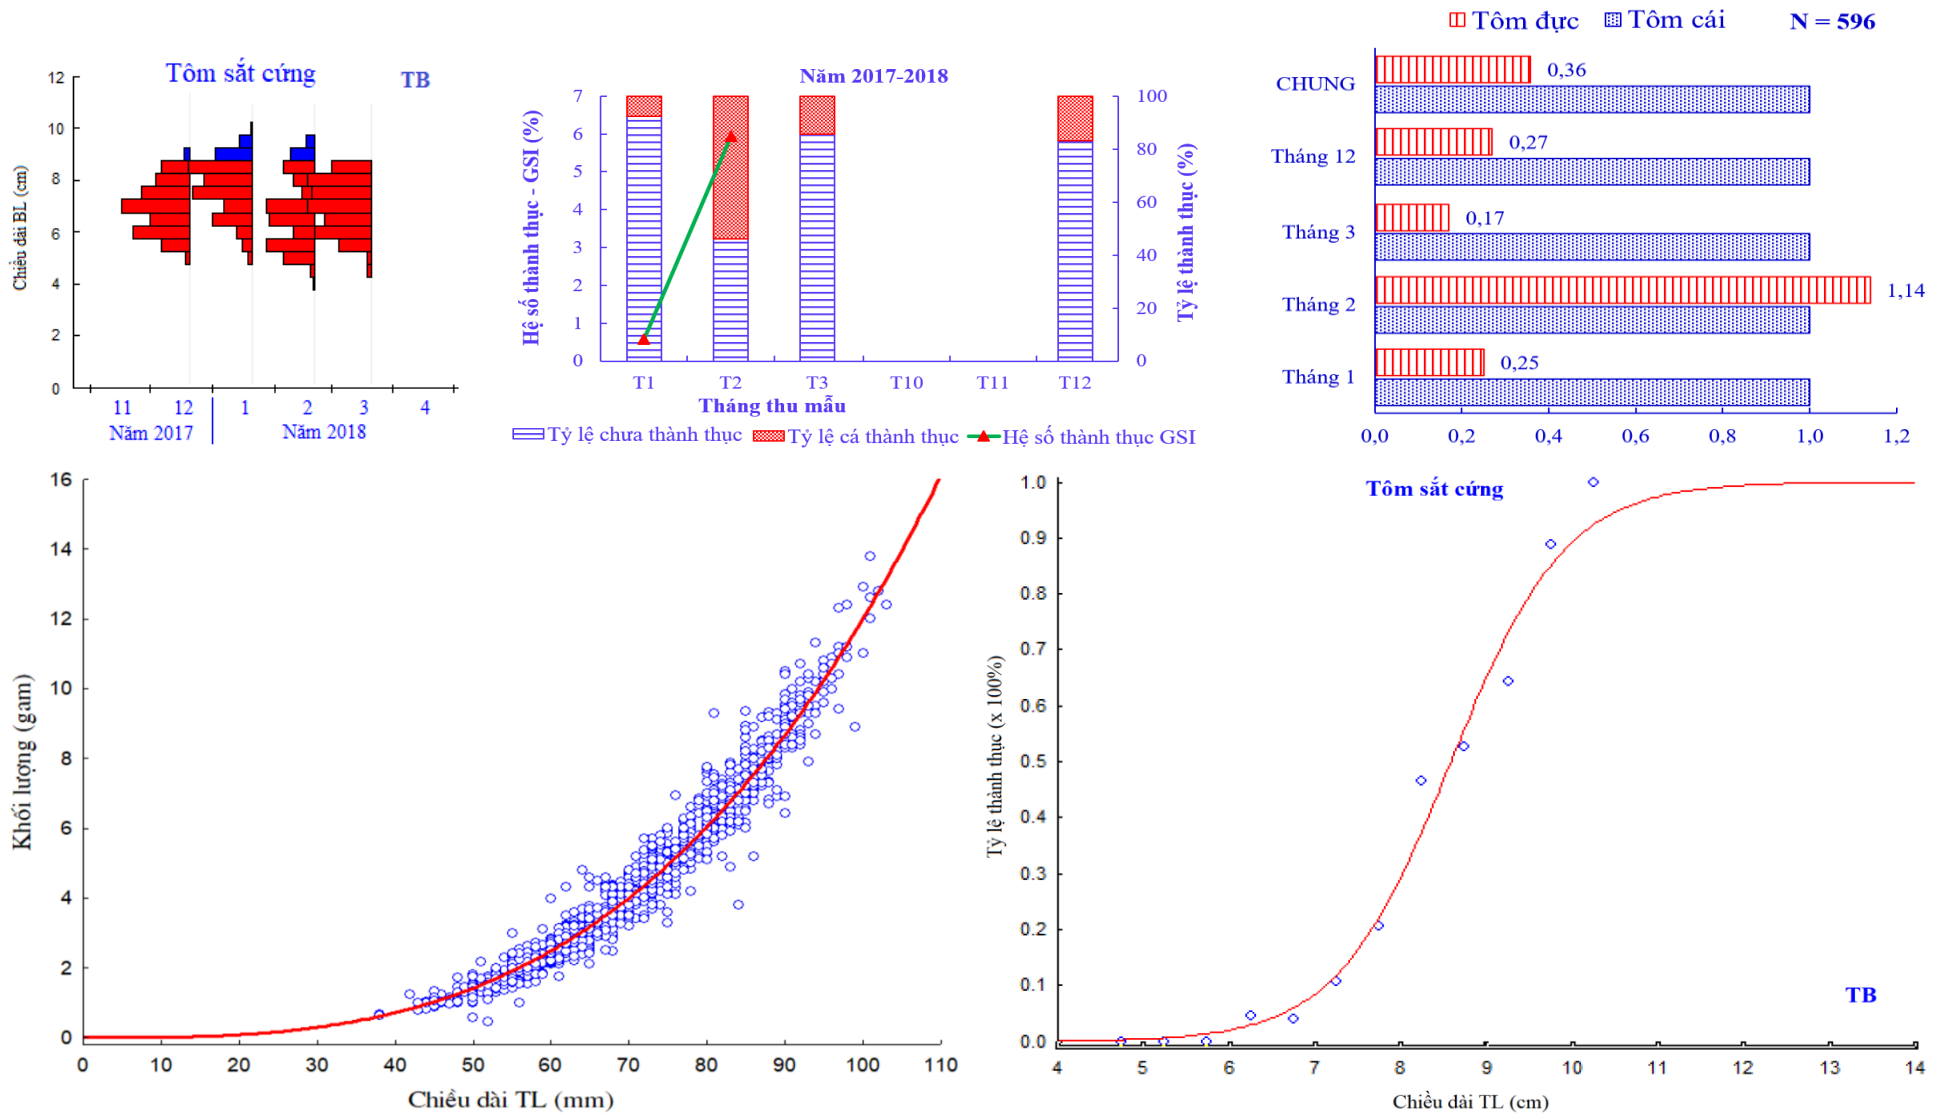 Tôm sắt cứng
TB
Chiều dài BL (cm)
12
10
8
6
4
2
0
11 12 1 2 3 4
Năm 2017 Năm 2018
Năm 2017-2018
Hệ số thành thục - GSI (%)
7
6
5
4
3
2
1
0
100
80
60
40
20
0
Tỷ lệ thành thục (%)
T1 T2 T3 T10 T11 T12
Tháng thu mẫu
Tỷ lệ chưa thành thục Tỷ lệ cá thành thục Hệ số thành thục GSI
Tôm đực Tôm cái N = 596
CHUNG 0,36
Tháng 12 0,27
Tháng 3 0,17
Tháng 2 1,14
Tháng 1 0,25
0,0 0,2 0,4 0,6 0,8 1,0 1,2
Khối lượng (gam)
16
14
12
10
8
6
4
2
0
0 10 20 30 40 50 60 70 80 90 100 110
Chiều dài TL (mm)
Tôm sắt cứng
Tỷ lệ thành thục (x 100%)
1.0
0.9
0.8
0.7
0.6
0.5
0.4
0.3
0.2
0.1
0.0
TB
4 5 6 7 8 9 10 11 12 13 14
Chiều dài TL (cm)